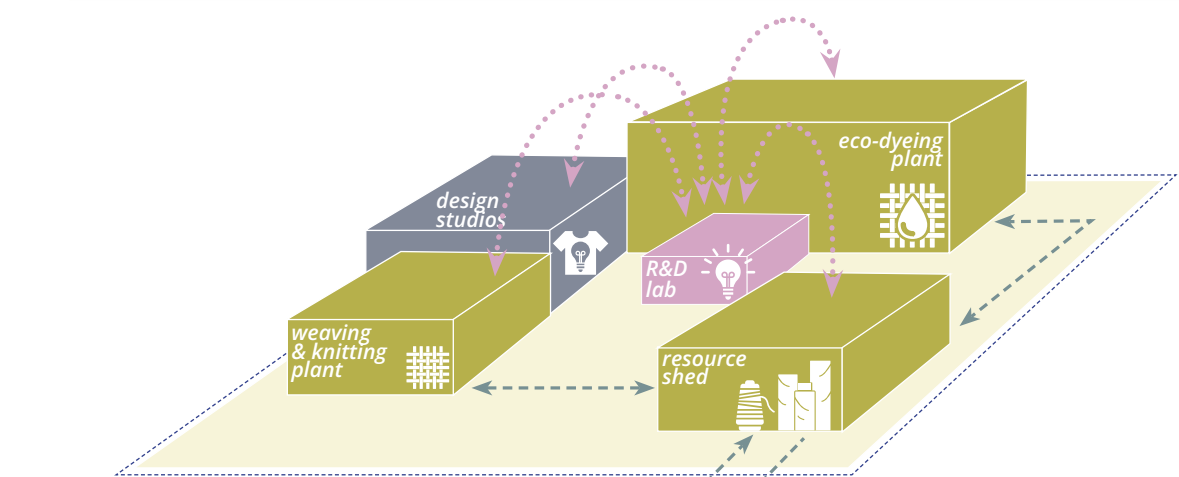 eco-dyeing
plant
design
studios
R&D
lab
weaving
& knitting
plant
resource
shed